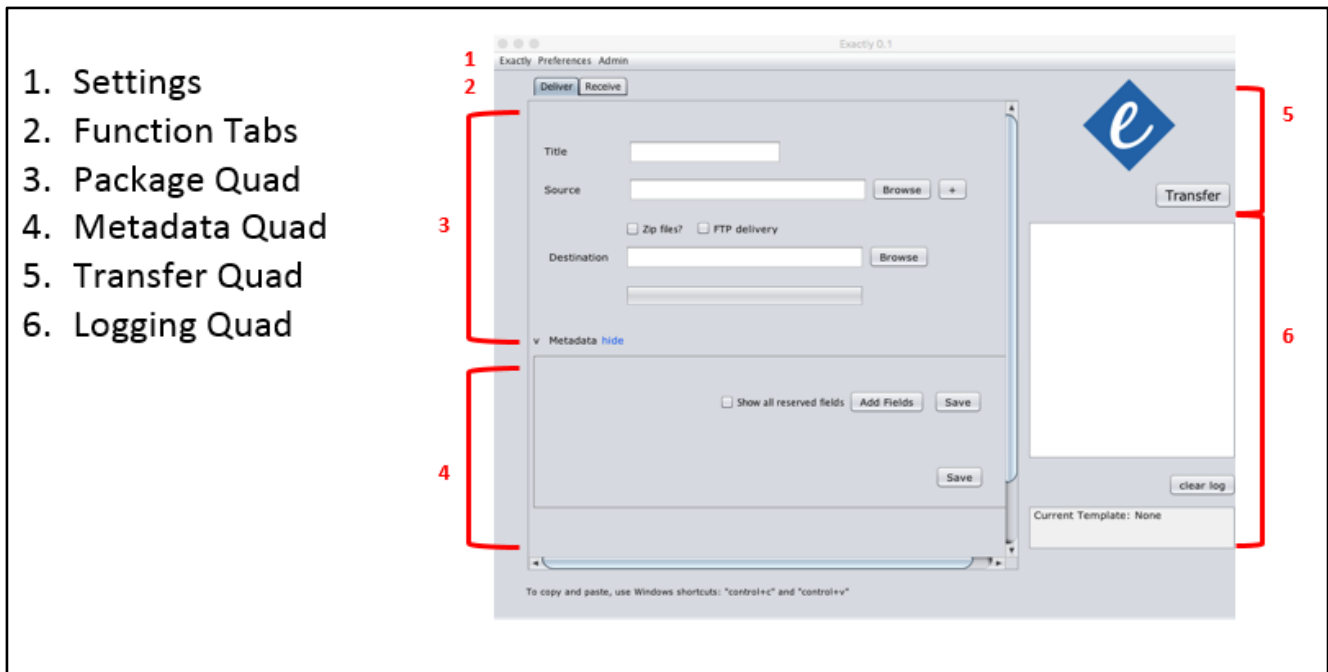 1. Settings
2. Function Tabs
3. Package Quad
4. Metadata Quad
5. Transfer Quad
6. Logging Quad
Exactly 0.1
1
Exactly Preferences Admin
2
Deliver Receive
3
Title
Source Browse +
Zip files? FTP delivery
Destination Browse
v Metadata hide
4
Show all reserved fields Add Fields Save
Save
To copy and paste, use Windows shortcuts: "control+c" and "control+v"
e
5
Transfer
6
clear log
Current Template: None